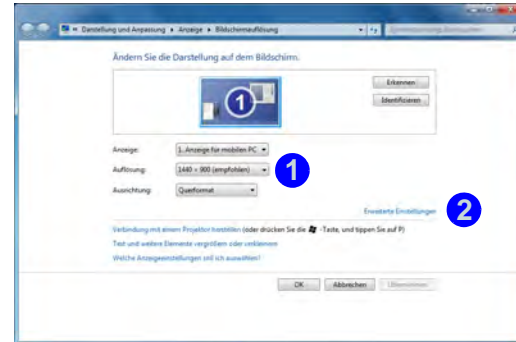 « Darstellung und Anpassung ▸ Anzeige ▸ Bildschirmauflösung
Ändern Sie die Darstellung auf dem Bildschirm.
1
Erkennen
Identifizieren
Anzeige: 1. Anzeige für mobilen PC
Auflösung: 1440 × 900 (empfohlen) 1
Ausrichtung: Querformat
Erweiterte Einstellungen 2
Verbindung mit einem Projektor herstellen (oder drücken Sie die -Taste, und tippen Sie auf P)
Text und weitere Elemente vergrößern oder verkleinern
Welche Anzeigeeinstellungen soll ich auswählen?
OK Abbrechen Übernehmen